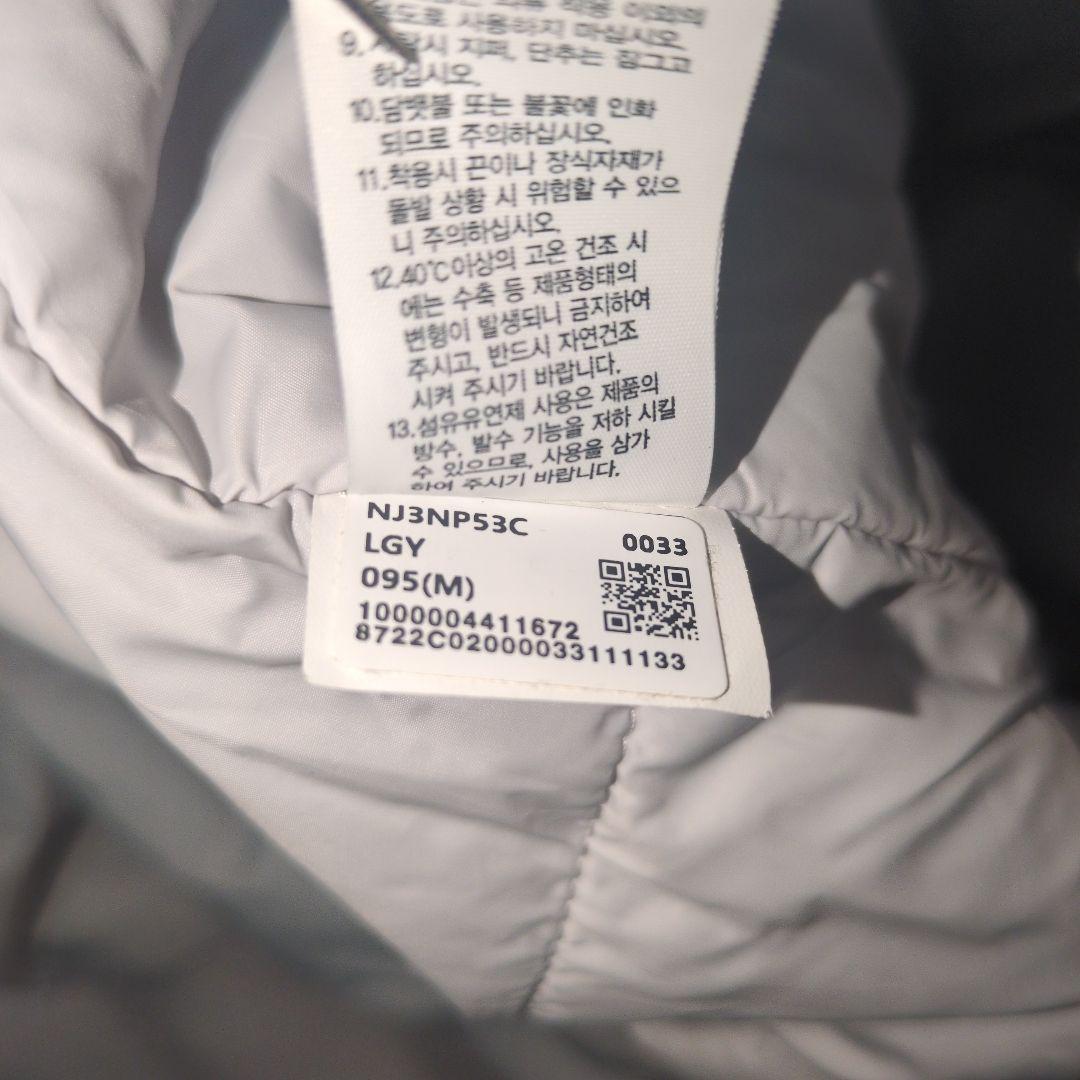 용도로 사용하지 마십시오.
9. 세탁시 지퍼, 단추는 잠그고
하십시오.
10.담뱃불 또는 불꽃에 인화
되므로 주의하십시오.
11.착용시 끈이나 장식자재가
돌발 상황 시 위험할 수 있으
니 주의하십시오.
12.40℃이상의 고온 건조 시
에는 수축 등 제품형태의
변형이 발생되니 금지하여
주시고, 반드시 자연건조
시켜 주시기 바랍니다.
13.섬유유연제 사용은 제품의
방수, 발수 기능을 저하 시킬
수 있으므로, 사용을 삼가
하여 주시기 바랍니다.
NJ3NP53C
LGY
0033
095(M)
1000004411672
8722C02000033111133